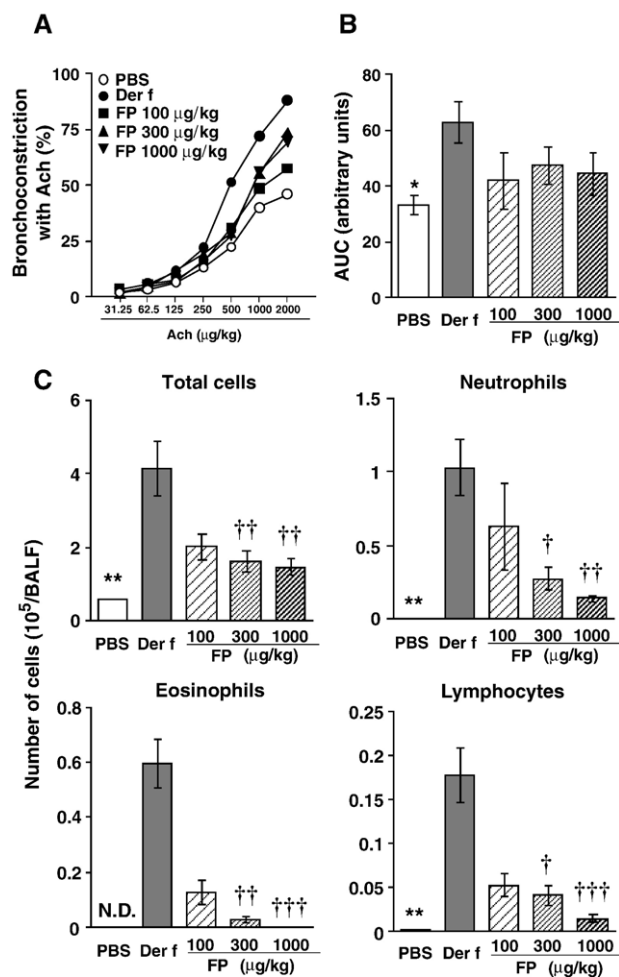 A
Bronchoconstriction
with Ach (%)
100
75
50
25
0
PBS
Der f
FP 100 μg/kg
FP 300 μg/kg
FP 1000 μg/kg
31.25 62.5 125 250 500 1000 2000
Ach (μg/kg)
B
AUC (arbitrary units)
80
60
40
20
0
*
PBS Der f 100 300 1000
FP (μg/kg)
C
Number of cells (10⁵/BALF)
Total cells
6
4
2
0
**
††
††
PBS Der f 100 300 1000
FP (μg/kg)
Neutrophils
1.5
1
0.5
0
**
†
††
PBS Der f 100 300 1000
FP (μg/kg)
Eosinophils
0.8
0.6
0.4
0.2
0
N.D.
††
†††
PBS Der f 100 300 1000
FP (μg/kg)
Lymphocytes
0.25
0.2
0.15
0.1
0.05
0
**
†
†††
PBS Der f 100 300 1000
FP (μg/kg)